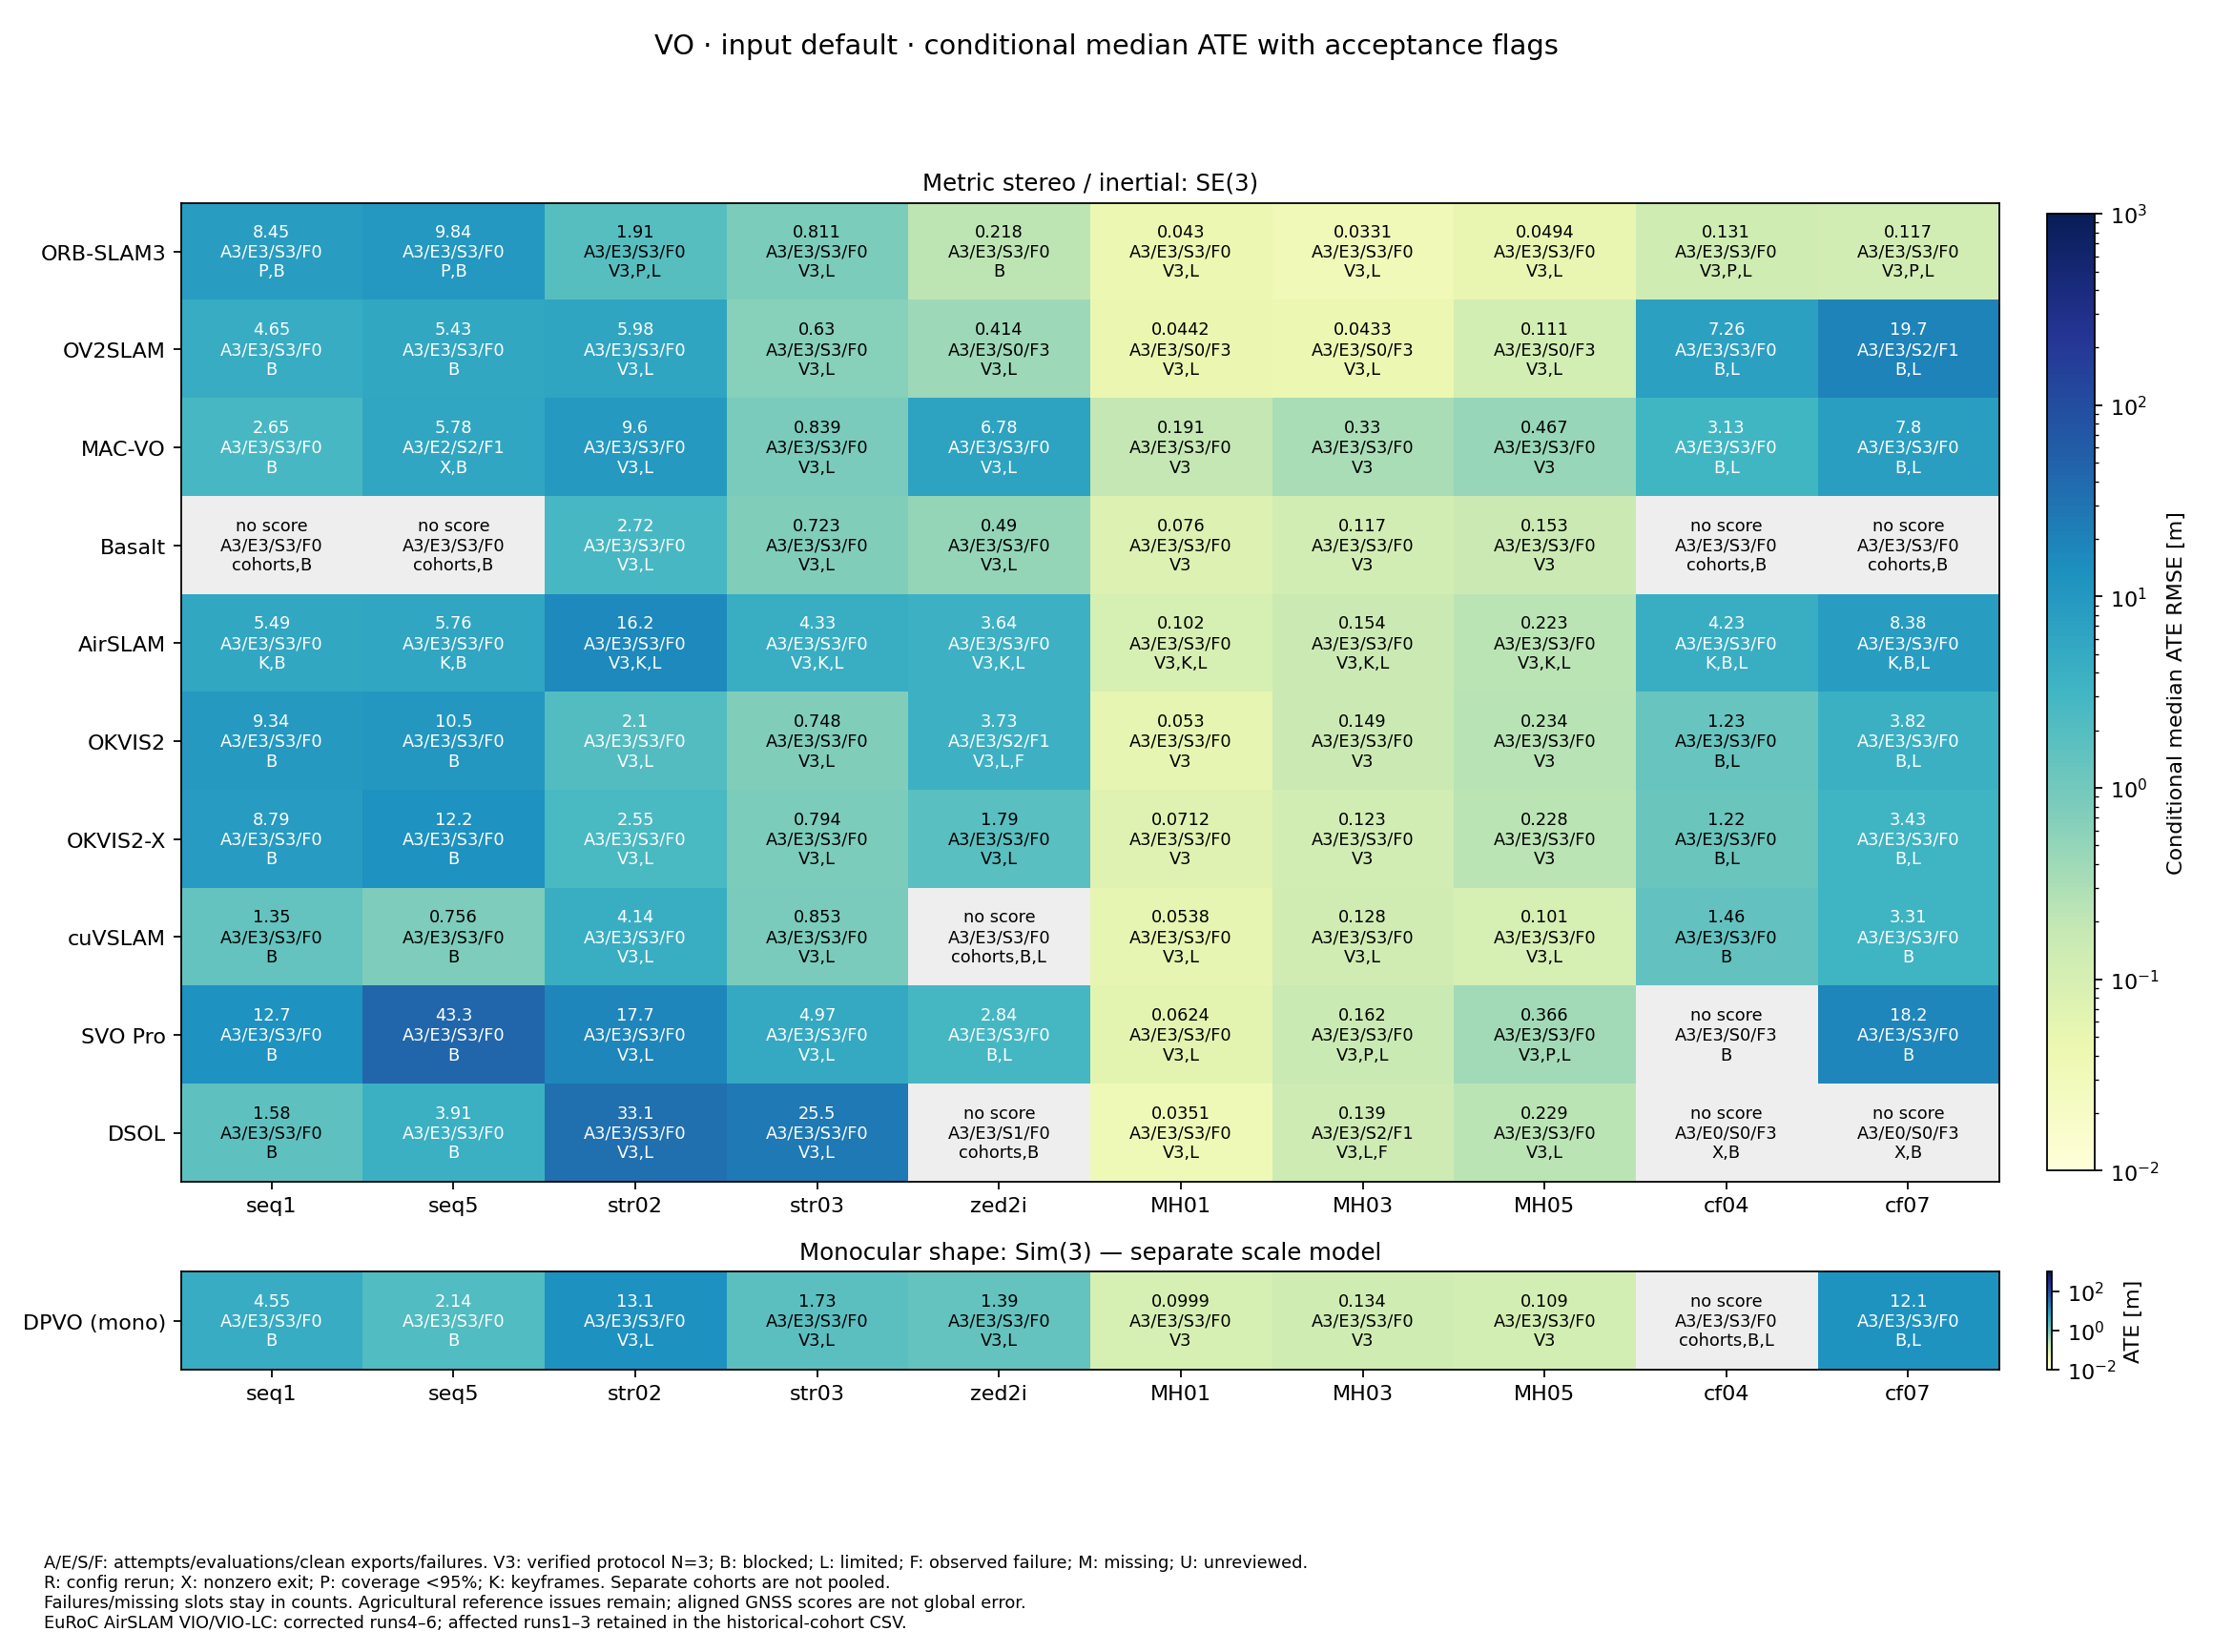 VO · input default · conditional median ATE with acceptance flags
Metric stereo / inertial: SE(3)
ORB-SLAM3
8.45 9.84 1.91 0.811 0.218 0.043 0.0331 0.0494 0.131 0.117
A3/E3/S3/F0 A3/E3/S3/F0 A3/E3/S3/F0 A3/E3/S3/F0 A3/E3/S3/F0 A3/E3/S3/F0 A3/E3/S3/F0 A3/E3/S3/F0 A3/E3/S3/F0 A3/E3/S3/F0
P,B P,B V3,P,L V3,L B V3,L V3,L V3,L V3,P,L V3,P,L
OV2SLAM
4.65 5.43 5.98 0.63 0.414 0.0442 0.0433 0.111 7.26 19.7
A3/E3/S3/F0 A3/E3/S3/F0 A3/E3/S3/F0 A3/E3/S3/F0 A3/E3/S0/F3 A3/E3/S0/F3 A3/E3/S0/F3 A3/E3/S0/F3 A3/E3/S3/F0 A3/E3/S2/F1
B B V3,L V3,L V3,L V3,L V3,L V3,L B,L B,L
MAC-VO
2.65 5.78 9.6 0.839 6.78 0.191 0.33 0.467 3.13 7.8
A3/E3/S3/F0 A3/E2/S2/F1 A3/E3/S3/F0 A3/E3/S3/F0 A3/E3/S3/F0 A3/E3/S3/F0 A3/E3/S3/F0 A3/E3/S3/F0 A3/E3/S3/F0 A3/E3/S3/F0
B X,B V3,L V3,L V3,L V3 V3 V3 B,L B,L
Basalt
no score no score 2.72 0.723 0.49 0.076 0.117 0.153 no score no score
A3/E3/S3/F0 A3/E3/S3/F0 A3/E3/S3/F0 A3/E3/S3/F0 A3/E3/S3/F0 A3/E3/S3/F0 A3/E3/S3/F0 A3/E3/S3/F0 A3/E3/S3/F0 A3/E3/S3/F0
cohorts,B cohorts,B V3,L V3,L V3,L V3 V3 V3 cohorts,B cohorts,B
AirSLAM
5.49 5.76 16.2 4.33 3.64 0.102 0.154 0.223 4.23 8.38
A3/E3/S3/F0 A3/E3/S3/F0 A3/E3/S3/F0 A3/E3/S3/F0 A3/E3/S3/F0 A3/E3/S3/F0 A3/E3/S3/F0 A3/E3/S3/F0 A3/E3/S3/F0 A3/E3/S3/F0
K,B K,B V3,K,L V3,K,L V3,K,L V3,K,L V3,K,L V3,K,L K,B,L K,B,L
OKVIS2
9.34 10.5 2.1 0.748 3.73 0.053 0.149 0.234 1.23 3.82
A3/E3/S3/F0 A3/E3/S3/F0 A3/E3/S3/F0 A3/E3/S3/F0 A3/E3/S2/F1 A3/E3/S3/F0 A3/E3/S3/F0 A3/E3/S3/F0 A3/E3/S3/F0 A3/E3/S3/F0
B B V3,L V3,L V3,L,F V3 V3 V3 B,L B,L
OKVIS2-X
8.79 12.2 2.55 0.794 1.79 0.0712 0.123 0.228 1.22 3.43
A3/E3/S3/F0 A3/E3/S3/F0 A3/E3/S3/F0 A3/E3/S3/F0 A3/E3/S3/F0 A3/E3/S3/F0 A3/E3/S3/F0 A3/E3/S3/F0 A3/E3/S3/F0 A3/E3/S3/F0
B B V3,L V3,L V3,L V3 V3 V3 B,L B,L
cuVSLAM
1.35 0.756 4.14 0.853 no score 0.0538 0.128 0.101 1.46 3.31
A3/E3/S3/F0 A3/E3/S3/F0 A3/E3/S3/F0 A3/E3/S3/F0 A3/E3/S3/F0 A3/E3/S3/F0 A3/E3/S3/F0 A3/E3/S3/F0 A3/E3/S3/F0 A3/E3/S3/F0
B B V3,L V3,L cohorts,B,L V3,L V3,L V3,L B B
SVO Pro
12.7 43.3 17.7 4.97 2.84 0.0624 0.162 0.366 no score 18.2
A3/E3/S3/F0 A3/E3/S3/F0 A3/E3/S3/F0 A3/E3/S3/F0 A3/E3/S3/F0 A3/E3/S3/F0 A3/E3/S3/F0 A3/E3/S3/F0 A3/E3/S0/F3 A3/E3/S3/F0
B B V3,L V3,L B,L V3,L V3,P,L V3,P,L B B
DSOL
1.58 3.91 33.1 25.5 no score 0.0351 0.139 0.229 no score no score
A3/E3/S3/F0 A3/E3/S3/F0 A3/E3/S3/F0 A3/E3/S3/F0 A3/E3/S1/F0 A3/E3/S3/F0 A3/E3/S2/F1 A3/E3/S3/F0 A3/E0/S0/F3 A3/E0/S0/F3
B B V3,L V3,L cohorts,B V3,L V3,L,F V3,L X,B X,B
seq1 seq5 str02 str03 zed2i MH01 MH03 MH05 cf04 cf07
10³
10²
10¹
10⁰
10⁻¹
10⁻²
Conditional median ATE RMSE [m]
Monocular shape: Sim(3) — separate scale model
DPVO (mono)
4.55 2.14 13.1 1.73 1.39 0.0999 0.134 0.109 no score 12.1
A3/E3/S3/F0 A3/E3/S3/F0 A3/E3/S3/F0 A3/E3/S3/F0 A3/E3/S3/F0 A3/E3/S3/F0 A3/E3/S3/F0 A3/E3/S3/F0 A3/E3/S3/F0 A3/E3/S3/F0
B B V3,L V3,L V3,L V3 V3 V3 cohorts,B,L B,L
seq1 seq5 str02 str03 zed2i MH01 MH03 MH05 cf04 cf07
10²
10⁰
10⁻²
ATE [m]
A/E/S/F: attempts/evaluations/clean exports/failures. V3: verified protocol N=3; B: blocked; L: limited; F: observed failure; M: missing; U: unreviewed.
R: config rerun; X: nonzero exit; P: coverage <95%; K: keyframes. Separate cohorts are not pooled.
Failures/missing slots stay in counts. Agricultural reference issues remain; aligned GNSS scores are not global error.
EuRoC AirSLAM VIO/VIO-LC: corrected runs4–6; affected runs1–3 retained in the historical-cohort CSV.